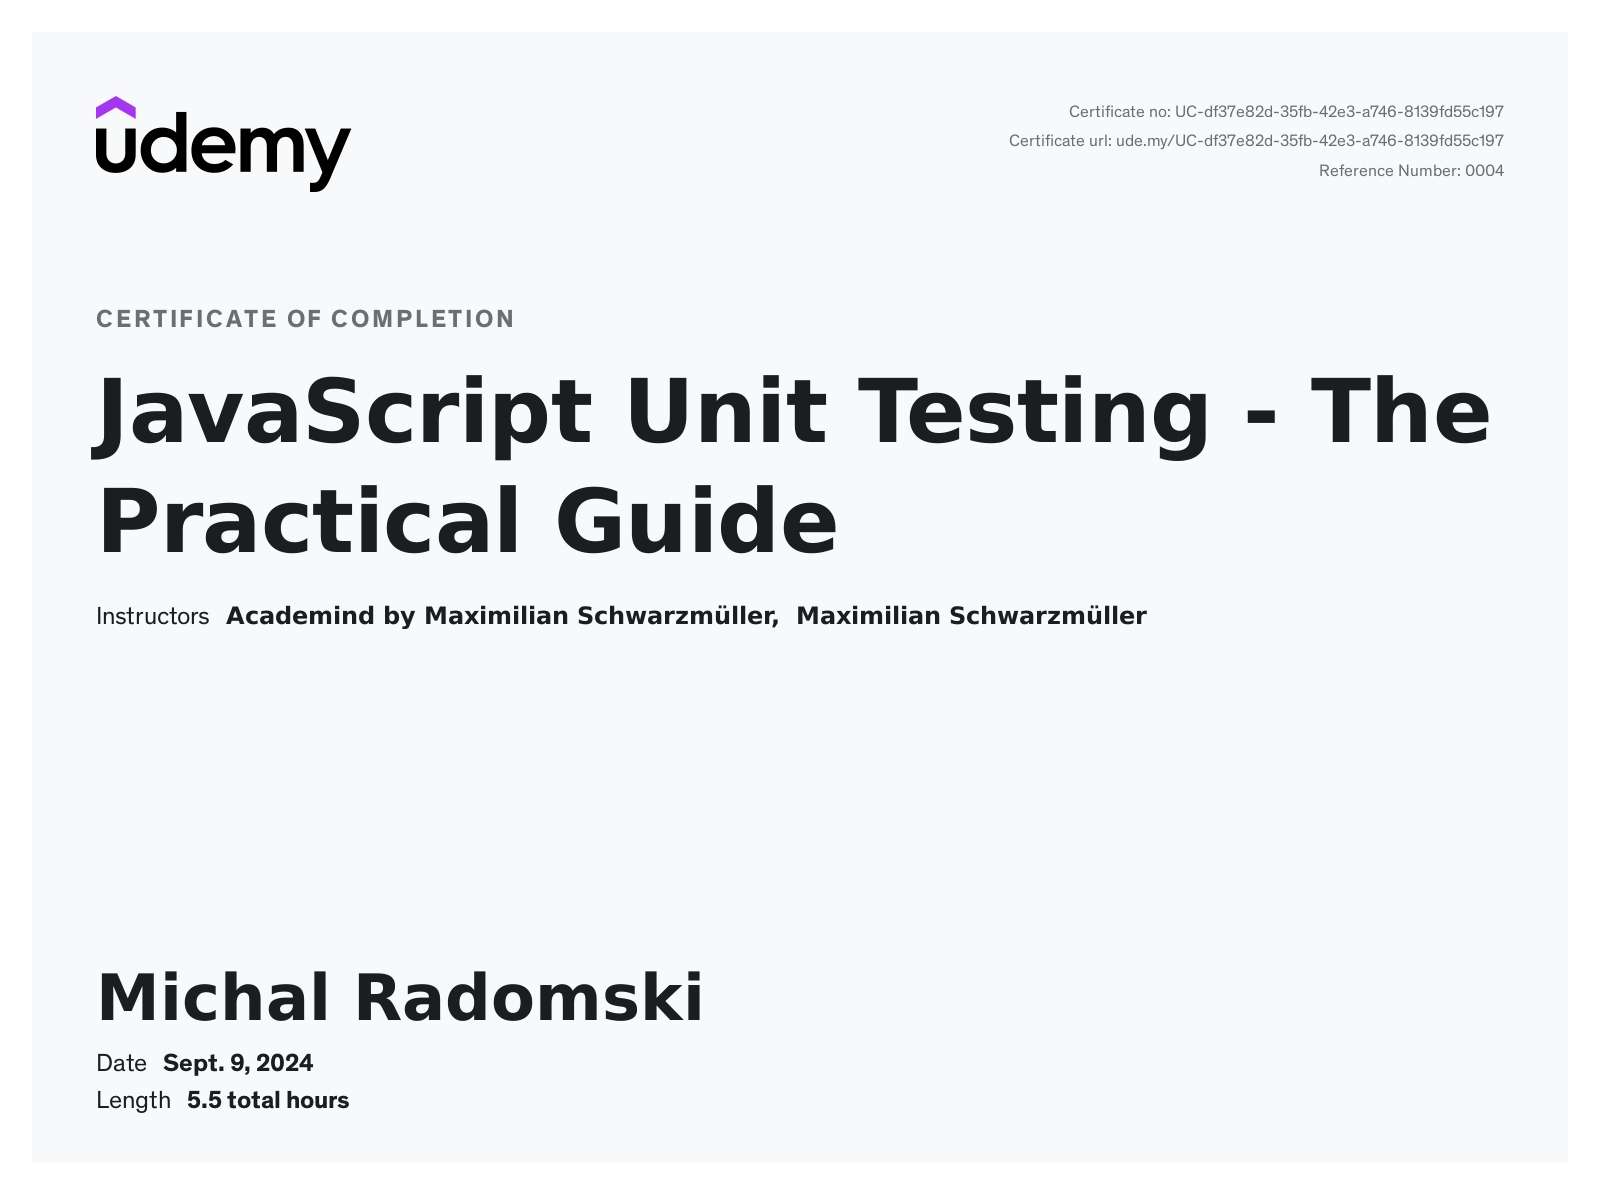 udemy
Certificate no: UC-df37e82d-35fb-42e3-a746-8139fd55c197
Certificate url: ude.my/UC-df37e82d-35fb-42e3-a746-8139fd55c197
Reference Number: 0004
CERTIFICATE OF COMPLETION
JavaScript Unit Testing - The
Practical Guide
Instructors Academind by Maximilian Schwarzmüller, Maximilian Schwarzmüller
Michal Radomski
Date Sept. 9, 2024
Length 5.5 total hours